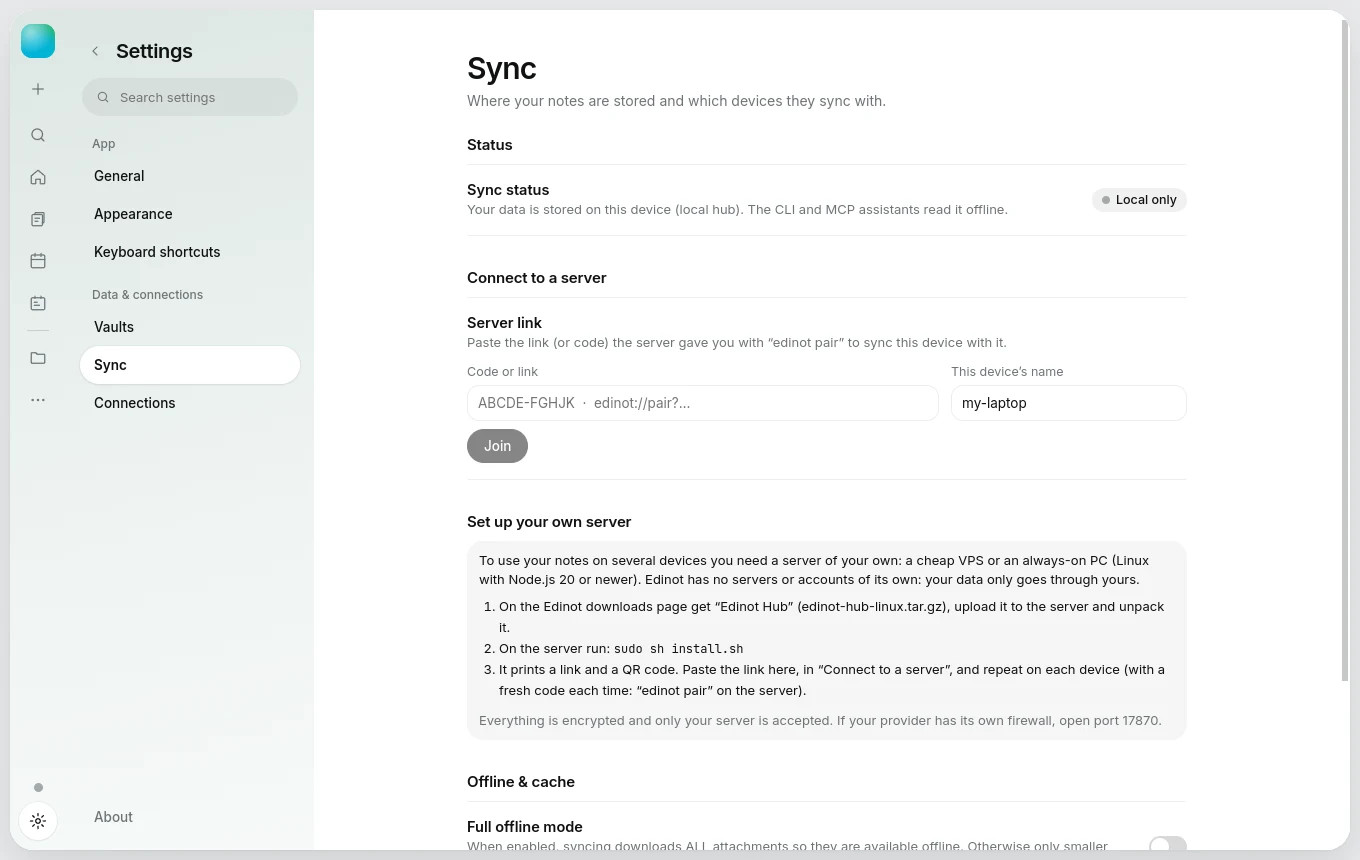 Settings
Search settings
App
General
Appearance
Keyboard shortcuts
Data & connections
Vaults
Sync
Connections
About
Sync
Where your notes are stored and which devices they sync with.
Status
Sync status
Your data is stored on this device (local hub). The CLI and MCP assistants read it offline.
Local only
Connect to a server
Server link
Paste the link (or code) the server gave you with “edinot pair” to sync this device with it.
Code or link
This device’s name
ABCDE-FGHJK · edinot://pair?...
my-laptop
Join
Set up your own server
To use your notes on several devices you need a server of your own: a cheap VPS or an always-on PC (Linux
with Node.js 20 or newer). Edinot has no servers or accounts of its own: your data only goes through yours.
1. On the Edinot downloads page get “Edinot Hub” (edinot-hub-linux.tar.gz), upload it to the server and unpack
it.
2. On the server run: sudo sh install.sh
3. It prints a link and a QR code. Paste the link here, in “Connect to a server”, and repeat on each device (with a
fresh code each time: “edinot pair” on the server).
Everything is encrypted and only your server is accepted. If your provider has its own firewall, open port 17870.
Offline & cache
Full offline mode
When enabled, syncing downloads ALL attachments so they are available offline. Otherwise only smaller